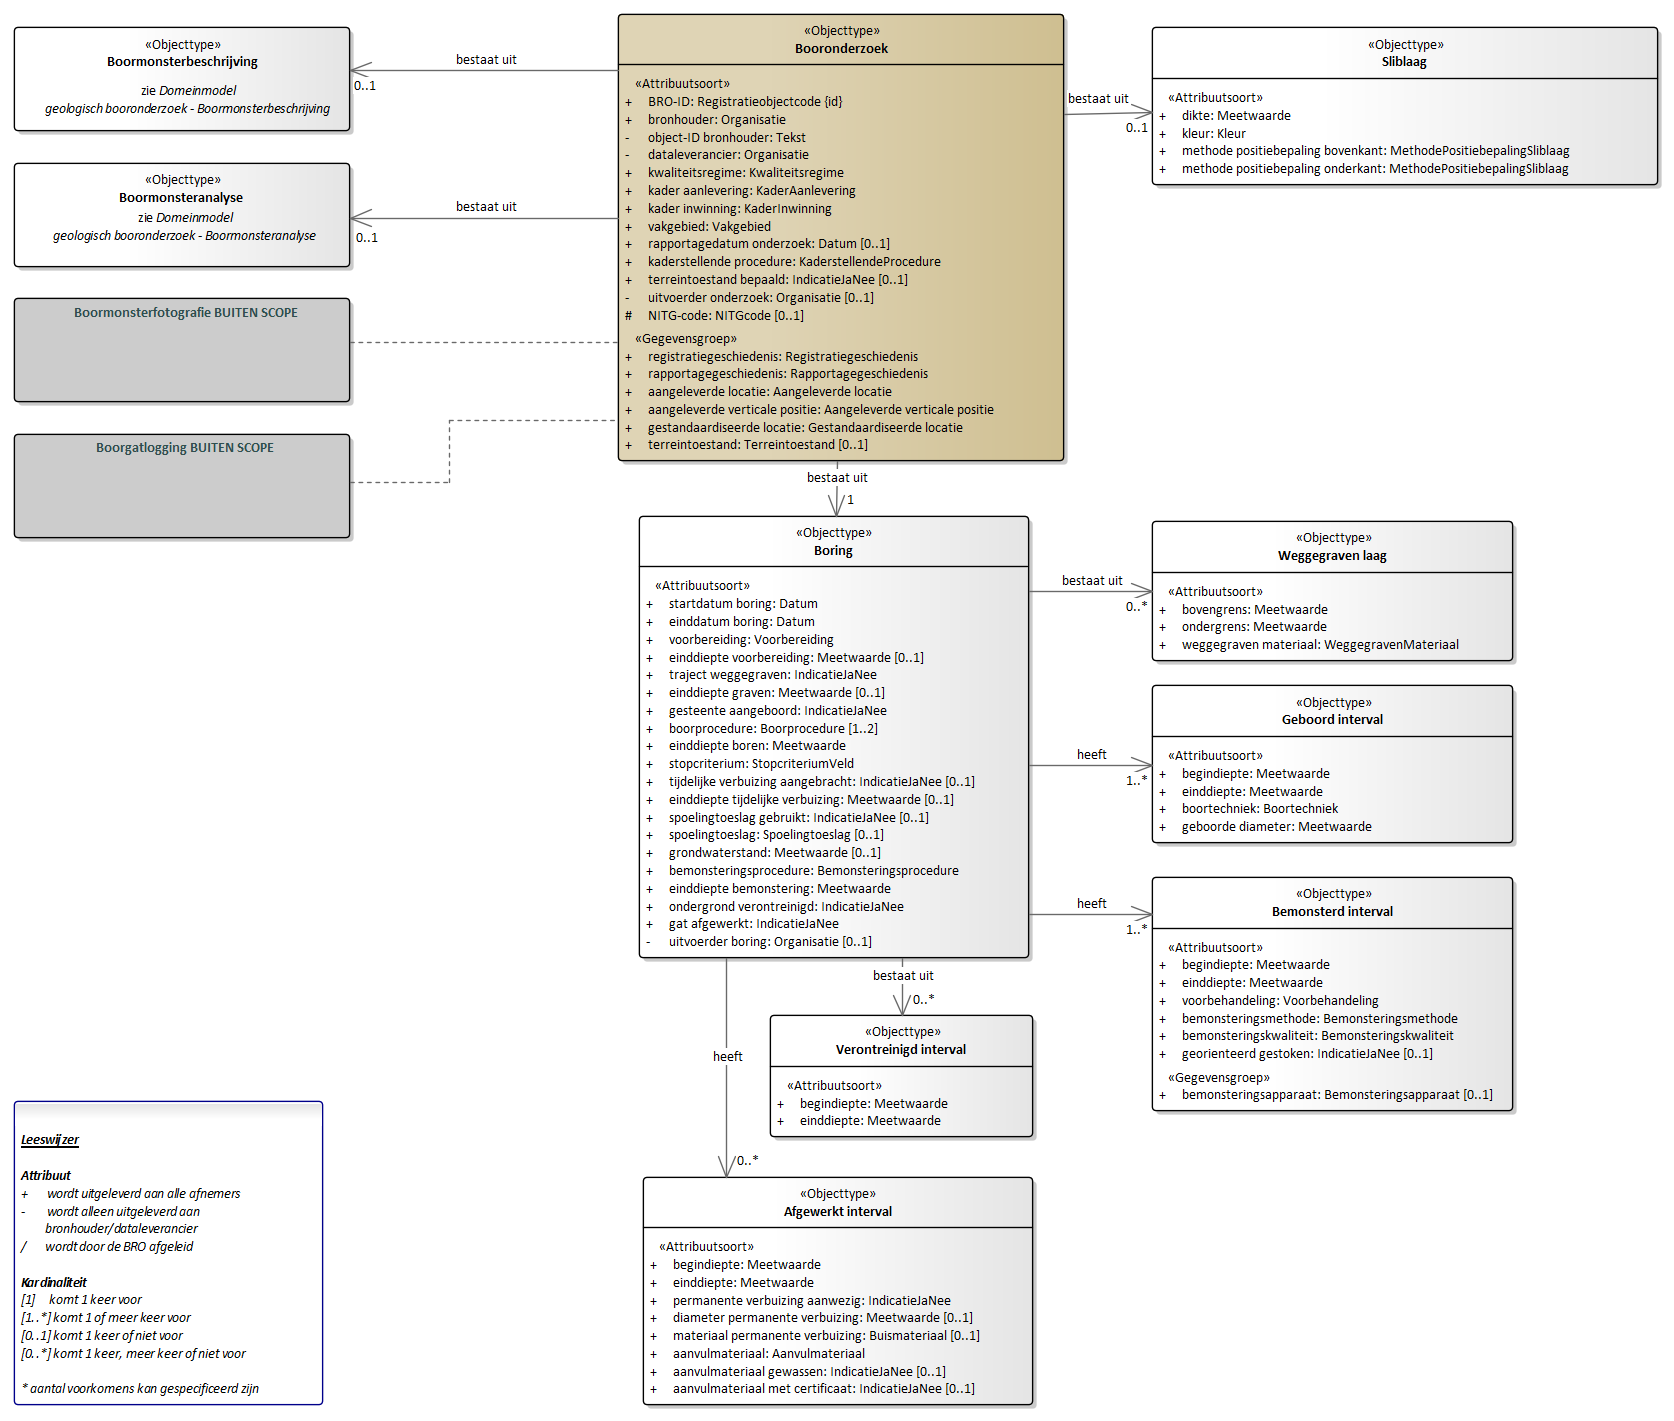 «Objecttype»
Boormonsterbeschrijving
zie Domeinmodel
geologisch booronderzoek - Boormonsterbeschrijving
bestaat uit
0..1
«Objecttype»
Boormonsteranalyse
zie Domeinmodel
geologisch booronderzoek - Boormonsteranalyse
bestaat uit
0..1
Boormonsterfotografie BUITEN SCOPE
Boorgatlogging BUITEN SCOPE
«Objecttype»
Booronderzoek
«Attribuutsoort»
+ BRO-ID: Registratieobjectcode {id}
+ bronhouder: Organisatie
- object-ID bronhouder: Tekst
- dataleverancier: Organisatie
+ kwaliteitsregime: Kwaliteitsregime
+ kader aanlevering: KaderAanlevering
+ kader inwinning: KaderInwinning
+ vakgebied: Vakgebied
+ rapportagedatum onderzoek: Datum [0..1]
+ kaderstellende procedure: KaderstellendeProcedure
+ terreintoestand bepaald: IndicatieJaNee [0..1]
- uitvoerder onderzoek: Organisatie [0..1]
# NITG-code: NITGcode [0..1]
«Gegevensgroep»
+ registratiegeschiedenis: Registratiegeschiedenis
+ rapportagegeschiedenis: Rapportagegeschiedenis
+ aangeleverde locatie: Aangeleverde locatie
+ aangeleverde verticale positie: Aangeleverde verticale positie
+ gestandaardiseerde locatie: Gestandaardiseerde locatie
+ terreintoestand: Terreintoestand [0..1]
bestaat uit
0..1
«Objecttype»
Sliblaag
«Attribuutsoort»
+ dikte: Meetwaarde
+ kleur: Kleur
+ methode positiebepaling bovenkant: MethodePositiebepalingSliblaag
+ methode positiebepaling onderkant: MethodePositiebepalingSliblaag
bestaat uit
1
«Objecttype»
Boring
«Attribuutsoort»
+ startdatum boring: Datum
+ einddatum boring: Datum
+ voorbereiding: Voorbereiding
+ einddiepte voorbereiding: Meetwaarde [0..1]
+ traject weggegraven: IndicatieJaNee
+ einddiepte graven: Meetwaarde [0..1]
+ gesteente aangeboord: IndicatieJaNee
+ boorprocedure: Boorprocedure [1..2]
+ einddiepte boren: Meetwaarde
+ stopcriterium: StopcriteriumVeld
+ tijdelijke verbuizing aangebracht: IndicatieJaNee [0..1]
+ einddiepte tijdelijke verbuizing: Meetwaarde [0..1]
+ spoelingtoeslag gebruikt: IndicatieJaNee [0..1]
+ spoelingtoeslag: Spoelingtoeslag [0..1]
+ grondwaterstand: Meetwaarde [0..1]
+ bemonsteringsprocedure: Bemonsteringsprocedure
+ einddiepte bemonstering: Meetwaarde
+ ondergrond verontreinigd: IndicatieJaNee
+ gat afgewerkt: IndicatieJaNee
- uitvoerder boring: Organisatie [0..1]
bestaat uit
0..*
«Objecttype»
Weggegraven laag
«Attribuutsoort»
+ bovengrens: Meetwaarde
+ ondergrens: Meetwaarde
+ weggegraven materiaal: WeggegravenMateriaal
heeft
1..*
«Objecttype»
Geboord interval
«Attribuutsoort»
+ begindiepte: Meetwaarde
+ einddiepte: Meetwaarde
+ boortechniek: Boortechniek
+ geboorde diameter: Meetwaarde
heeft
1..*
«Objecttype»
Bemonsterd interval
«Attribuutsoort»
+ begindiepte: Meetwaarde
+ einddiepte: Meetwaarde
+ voorbehandeling: Voorbehandeling
+ bemonsteringsmethode: Bemonsteringsmethode
+ bemonsteringskwaliteit: Bemonsteringskwaliteit
+ georienteerd gestoken: IndicatieJaNee [0..1]
«Gegevensgroep»
+ bemonsteringsapparaat: Bemonsteringsapparaat [0..1]
bestaat uit
0..*
«Objecttype»
Verontreinigd interval
«Attribuutsoort»
+ begindiepte: Meetwaarde
+ einddiepte: Meetwaarde
heeft
0..*
«Objecttype»
Afgewerkt interval
«Attribuutsoort»
+ begindiepte: Meetwaarde
+ einddiepte: Meetwaarde
+ permanente verbuizing aanwezig: IndicatieJaNee
+ diameter permanente verbuizing: Meetwaarde [0..1]
+ materiaal permanente verbuizing: Buismateriaal [0..1]
+ aanvulmateriaal: Aanvulmateriaal
+ aanvulmateriaal gewassen: IndicatieJaNee [0..1]
+ aanvulmateriaal met certificaat: IndicatieJaNee [0..1]
Leeswijzer
Attribuut
+ wordt uitgeleverd aan alle afnemers
- wordt alleen uitgeleverd aan
bronhouder/dataleverancier
/ wordt door de BRO afgeleid
Kardinaliteit
[1] komt 1 keer voor
[1..*] komt 1 of meer keer voor
[0..1] komt 1 keer of niet voor
[0..*] komt 1 keer, meer keer of niet voor
* aantal voorkomens kan gespecificeerd zijn